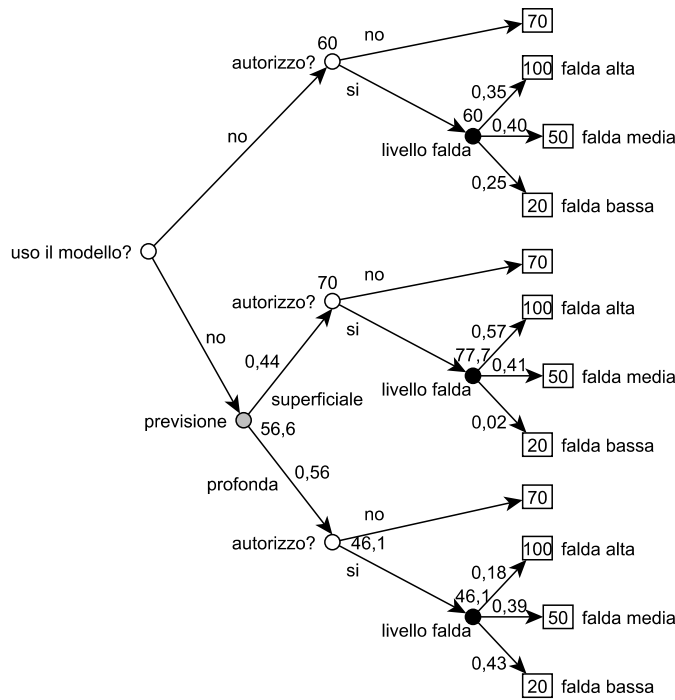 no
70
60
autorizzo?
si
100 falda alta
0,35
60
0,40
50 falda media
livello falda
0,25
20 falda bassa
no
uso il modello?
no
no
70
70
autorizzo?
si
100 falda alta
0,57
77,7
0,41
50 falda media
livello falda
0,02
20 falda bassa
0,44
superficiale
previsione
56,6
0,56
profonda
no
70
autorizzo?
46,1
si
100 falda alta
0,18
46,1
0,39
50 falda media
livello falda
0,43
20 falda bassa